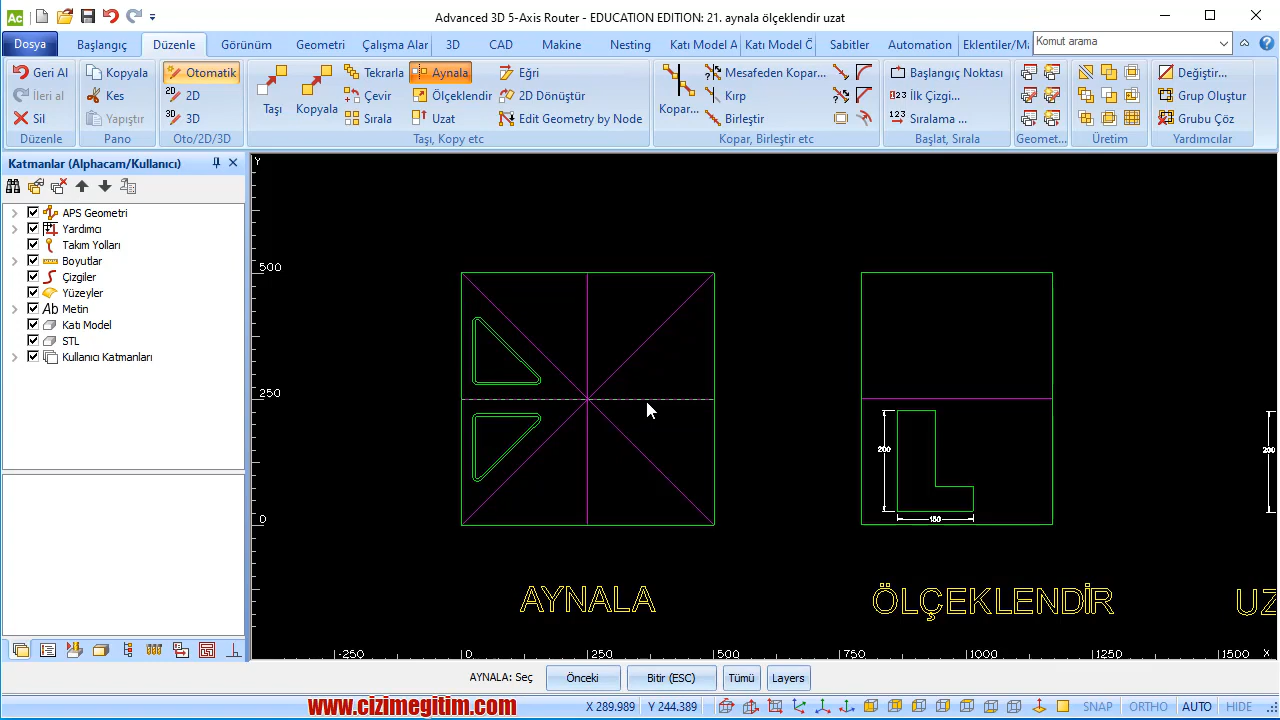 Advanced 3D 5-Axis Router - EDUCATION EDITION: 21. aynala ölçeklendir uzat
Dosya Başlangıç Düzenle Görünüm Geometri Çalışma Alar 3D CAD Makine Nesting Katı Model A Katı Model Sabitler Automation Eklentiler/M Komut arama
Geri Al Kopyala Otomatik Tekrarla Aynala Eğri Mesafeden Kopar... Başlangıç Noktası Değiştir...
İleri al Kes 2D 2D Taşı Kopyala Çevir Ölçeklendir 2D Dönüştür Kopar... Kırp 123 İlk Çizgi... Grup Oluştur
Sil Yapıştır 3D 3D Sırala Uzat Edit Geometry by Node Birleştir 123 Sıralama ... Grubu Çöz
Düzenle Pano Oto/2D/3D Taşı, Kopy etc Kopar, Birleştir etc Başlat, Sırala Geomet... Üretim Yardımcılar
Katmanlar (Alphacam/Kullanıcı)
APS Geometri
Yardımcı
Takım Yolları
Boyutlar
Çizgiler
Yüzeyler
Ab Metin
Katı Model
STL
Kullanıcı Katmanları
Y
500
250
0
200
150
200
AYNALA ÖLÇEKLENDİR UZ
-250 0 250 500 750 1000 1250 1500 X
AYNALA: Seç Önceki Bitir (ESC) Tümü Layers
www.cizimegitim.com X 289.989 Y 244.389 SNAP ORTHO AUTO HIDE